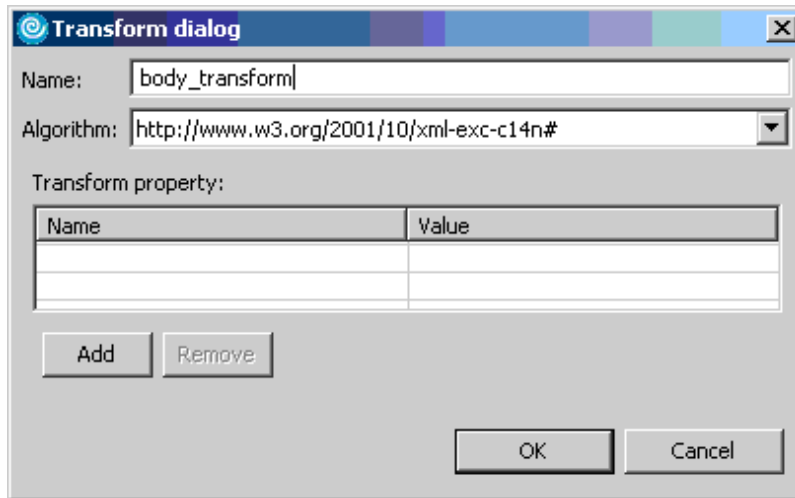 Transform dialog
Name: body_transform
Algorithm: http://www.w3.org/2001/10/xml-exc-c14n#
Transform property:
Name Value
Add Remove
OK Cancel